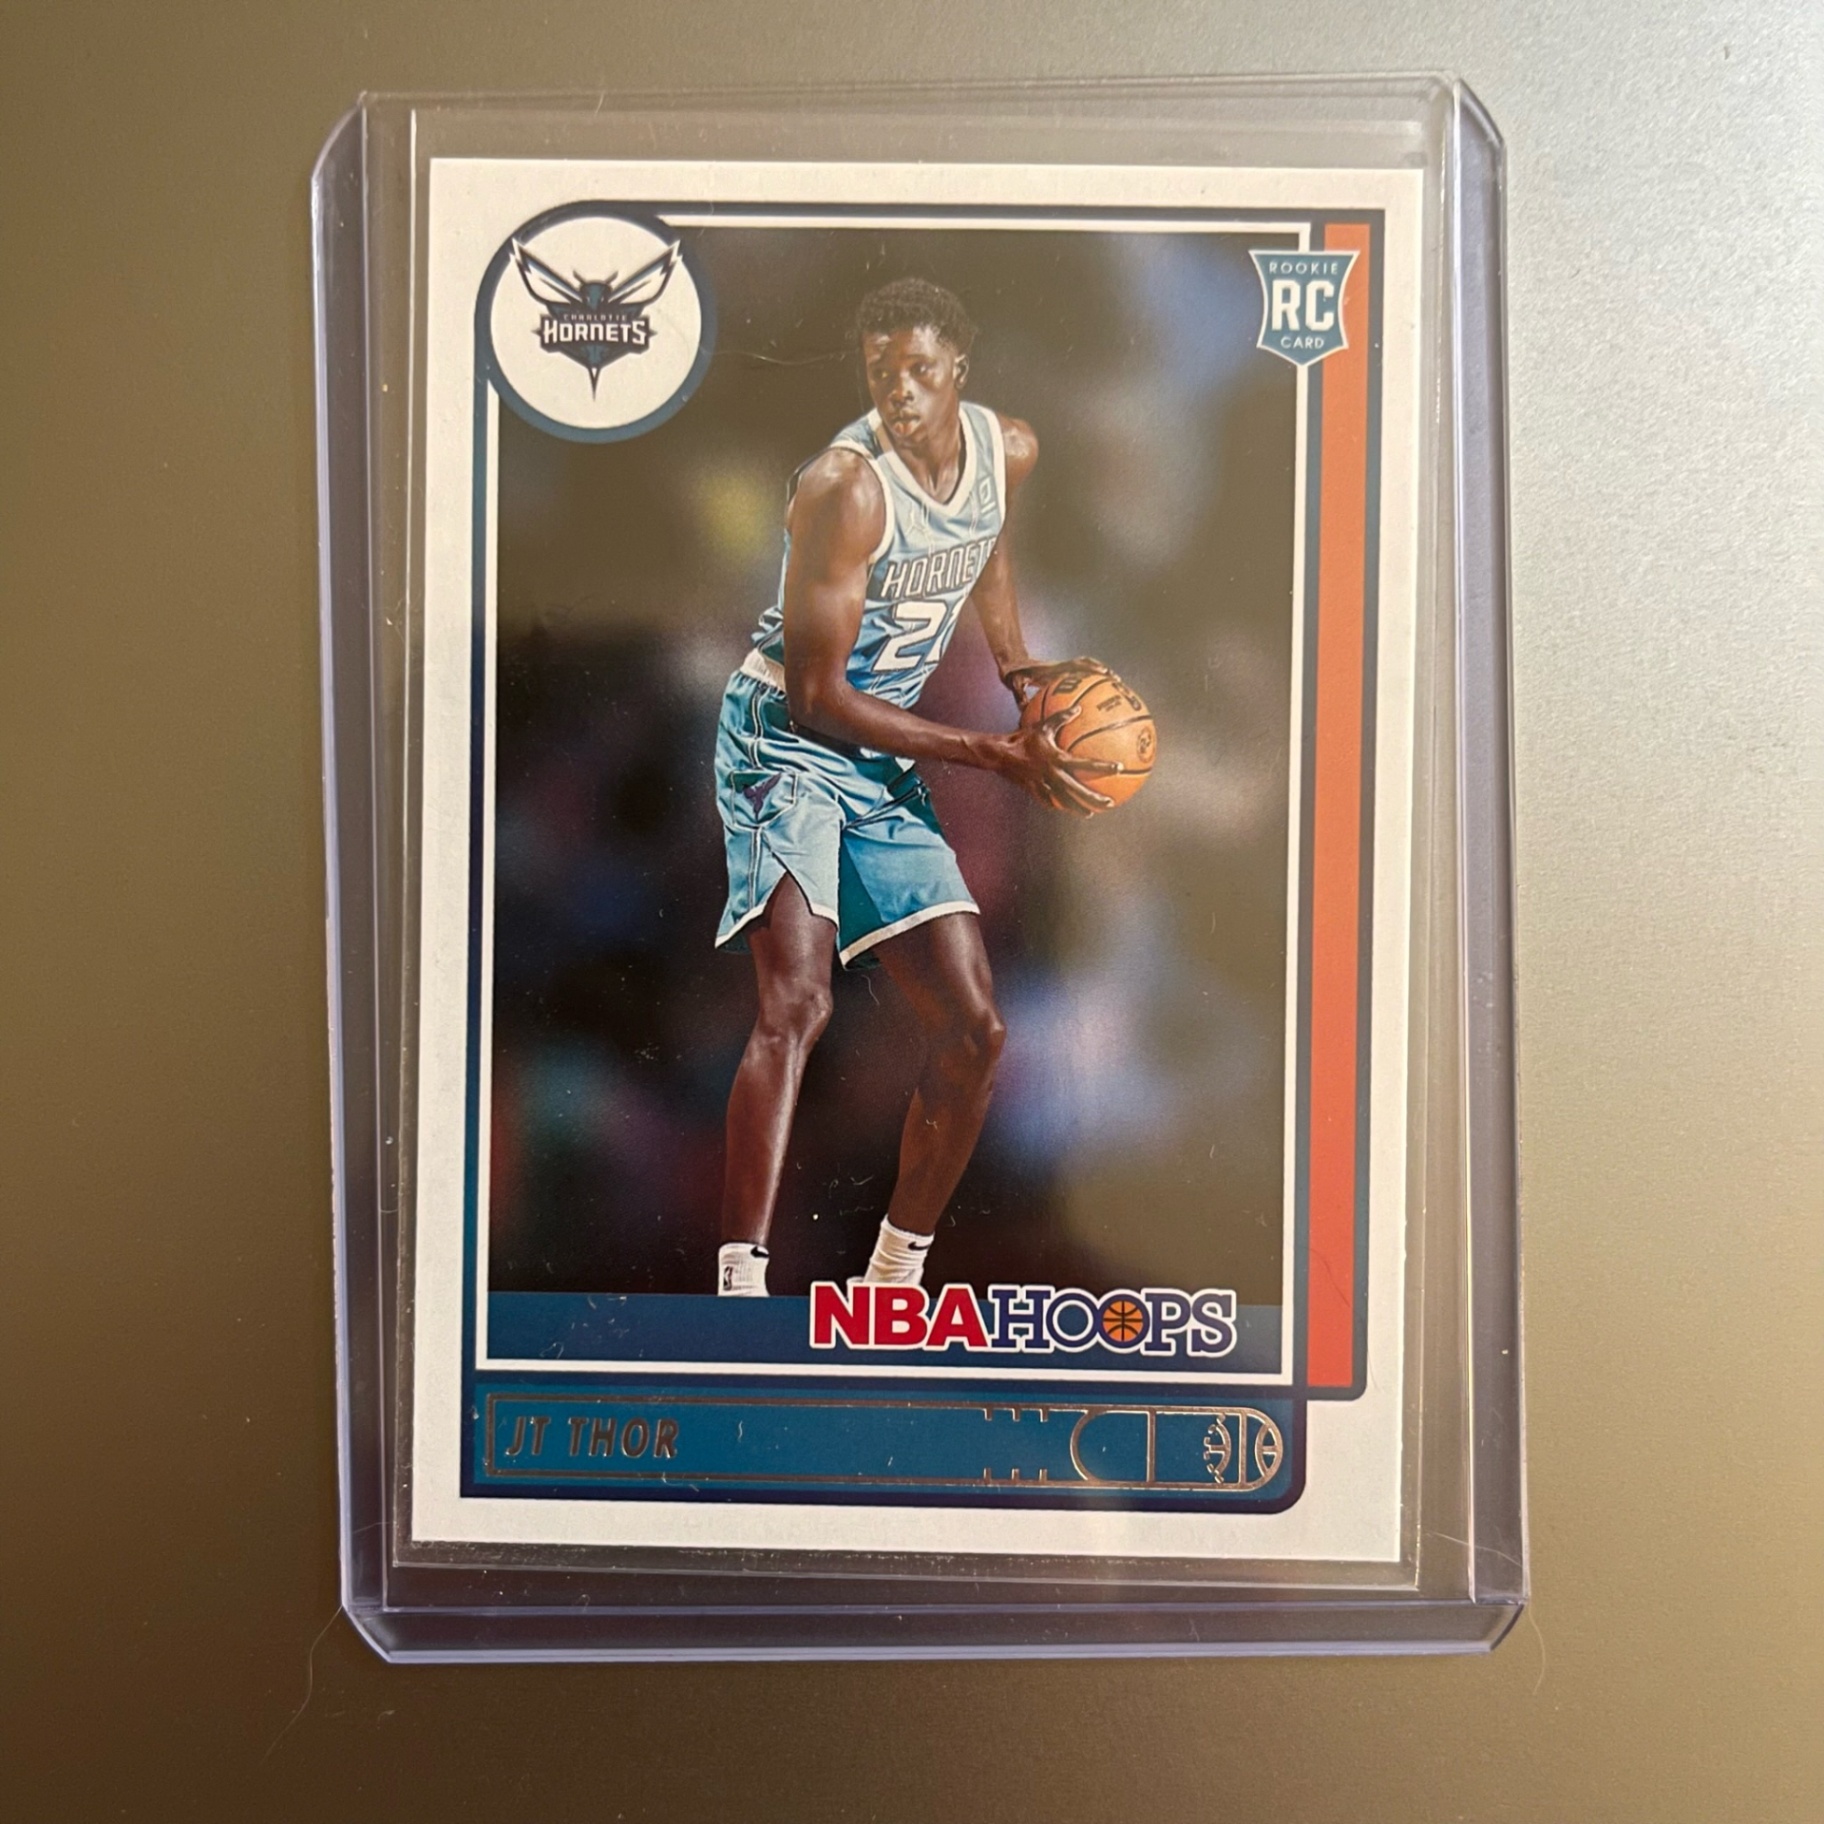 CHARLOTTE
HORNETS
ROOKIE
RC
CARD
HORNETS
21
NBA HOOPS
JT THOR